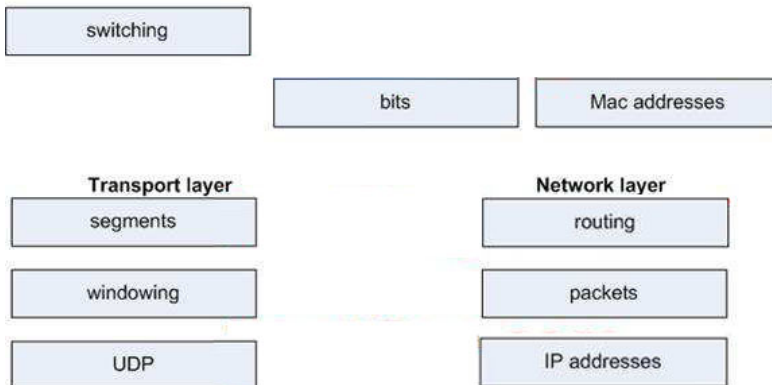 switching
bits
Mac addresses
Transport layer
Network layer
segments
routing
windowing
packets
UDP
IP addresses